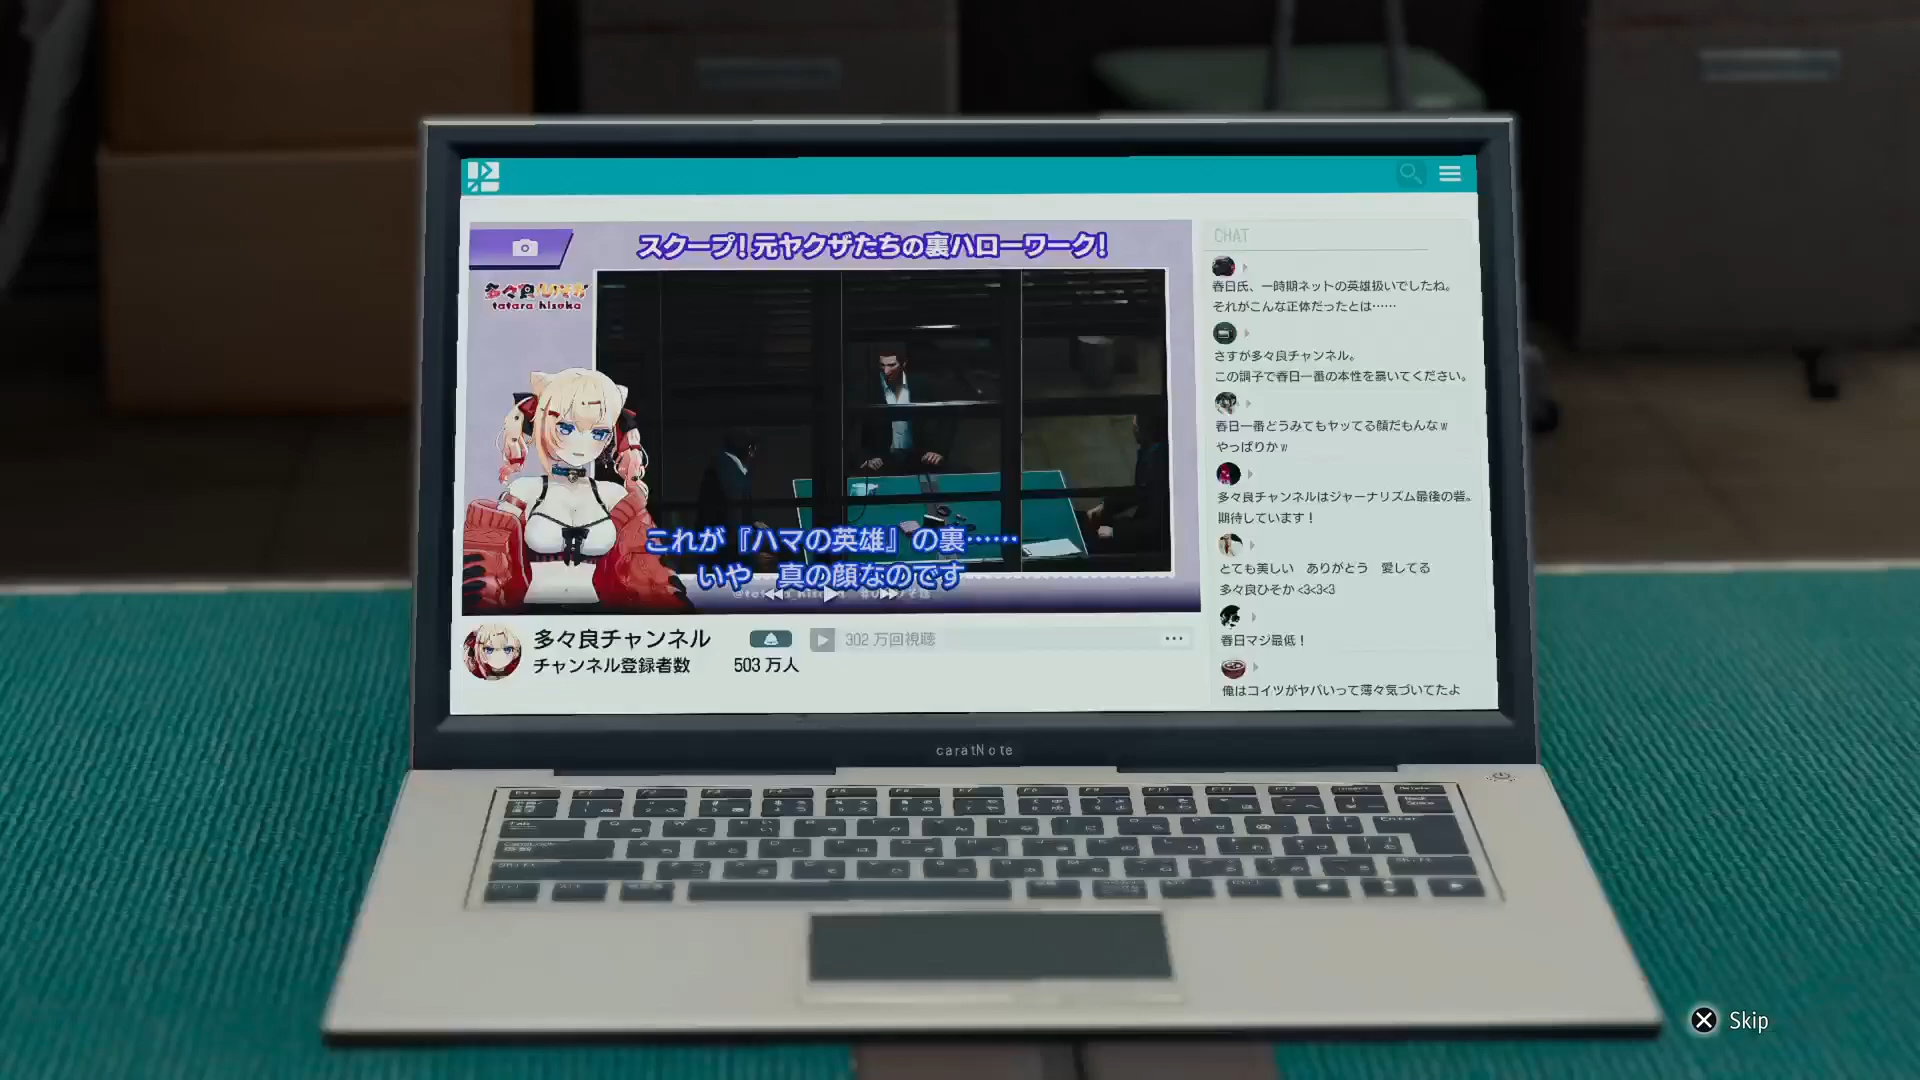 スクープ!元ヤクザたちの裏ハローワーク!
多々良ひそか
tatara hisoka
これが『ハマの英雄』の裏……
いや 真の顔なのです
多々良チャンネル
チャンネル登録者数 503 万人
302 万回視聴
CHAT
春日氏、一時期ネットの英雄扱いでしたね。
それがこんな正体だったとは……
さすが多々良チャンネル。
この調子で春日一番の本性を暴いてください。
春日一番どうみてもヤッてる顔だもんなw
やっぱりかw
多々良チャンネルはジャーナリズム最後の砦。
期待しています!
とても美しい ありがとう 愛してる
多々良ひそか<3<3<3
春日マジ最低!
俺はコイツがヤバいって薄々気づいてたよ
caratNote
Skip